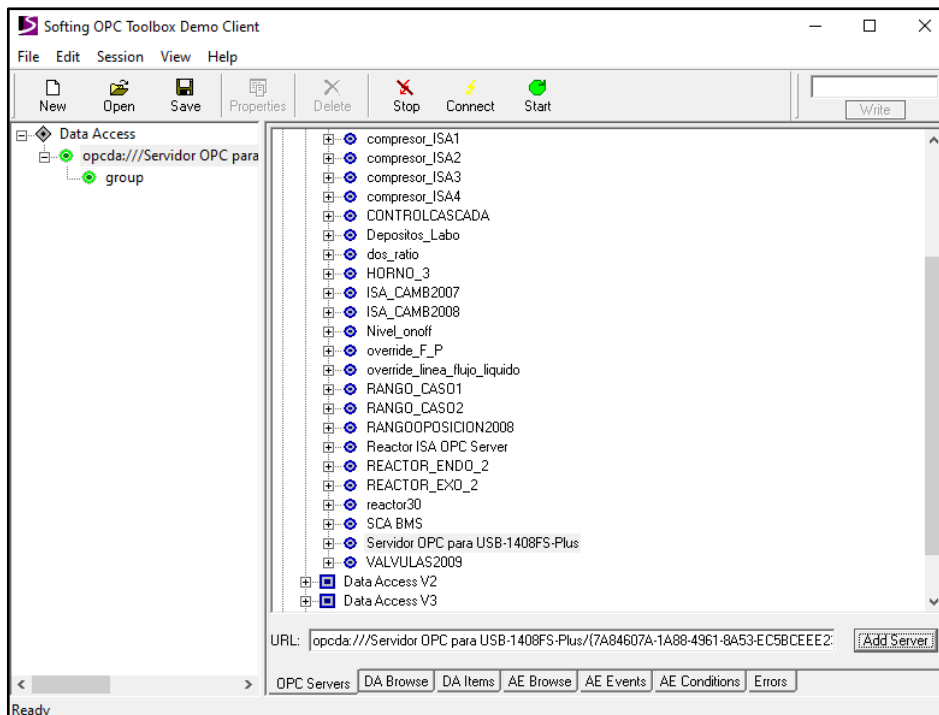 Softing OPC Toolbox Demo Client
File Edit Session View Help
New Open Save Properties Delete Stop Connect Start Write
Data Access
opcda:///Servidor OPC para
group
compresor_ISA1
compresor_ISA2
compresor_ISA3
compresor_ISA4
CONTROLCASCADA
Depositos_Labo
dos_ratio
HORNO_3
ISA_CAMB2007
ISA_CAMB2008
Nivel_onoff
override_F_P
override_linea_flujo_liquido
RANGO_CASO1
RANGO_CASO2
RANGOOPOSICION2008
Reactor ISA OPC Server
REACTOR_ENDO_2
REACTOR_EXO_2
reactor30
SCA BMS
Servidor OPC para USB-1408FS-Plus
VALVULAS2009
Data Access V2
Data Access V3
URL: opcda:///Servidor OPC para USB-1408FS-Plus/{7A84607A-1A88-4961-8A53-EC5BCEEE2 Add Server
OPC Servers DA Browse DA Items AE Browse AE Events AE Conditions Errors
Ready